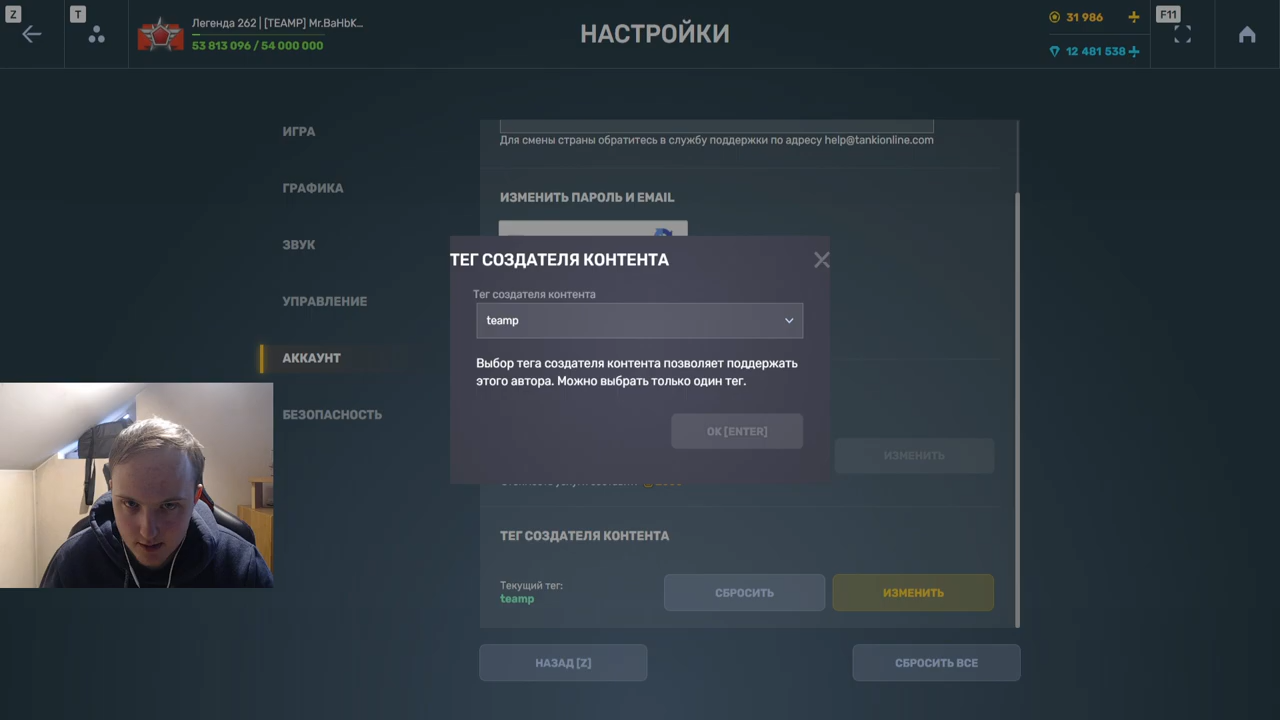 Z
T
Легенда 262 | [TEAMP] Mr.BaHbK...
53 813 096 / 54 000 000
НАСТРОЙКИ
31 986
12 481 538
F11
ИГРА
ГРАФИКА
ЗВУК
УПРАВЛЕНИЕ
АККАУНТ
БЕЗОПАСНОСТЬ
Для смены страны обратитесь в службу поддержки по адресу help@tankionline.com
ИЗМЕНИТЬ ПАРОЛЬ И EMAIL
ТЕГ СОЗДАТЕЛЯ КОНТЕНТА
Тег создателя контента
teamp
Выбор тега создателя контента позволяет поддержать
этого автора. Можно выбрать только один тег.
OK [ENTER]
ИЗМЕНИТЬ
ТЕГ СОЗДАТЕЛЯ КОНТЕНТА
Текущий тег:
teamp
СБРОСИТЬ
ИЗМЕНИТЬ
НАЗАД [Z]
СБРОСИТЬ ВСЕ